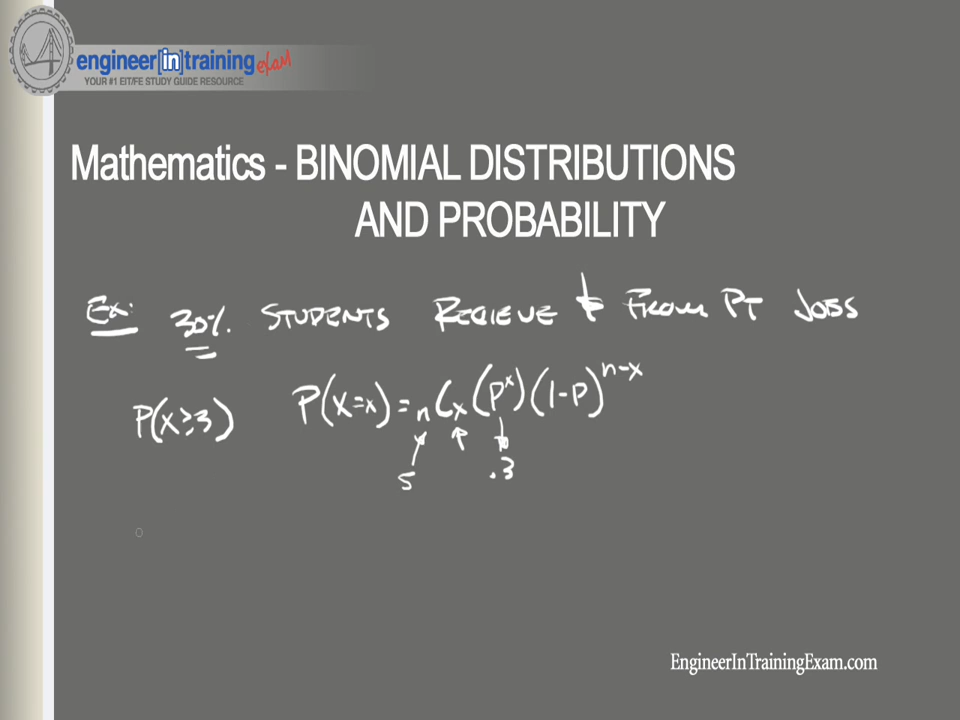 engineer[in]training exam
YOUR #1 EIT/FE STUDY GUIDE RESOURCE
Mathematics - BINOMIAL DISTRIBUTIONS
AND PROBABILITY
Ex: 30% STUDENTS RECIEVE $ FROM PT JOBS
P(x≥3) P(X=x) = nCx (p^x)(1-p)^n-x
5 .3
EngineerInTrainingExam.com